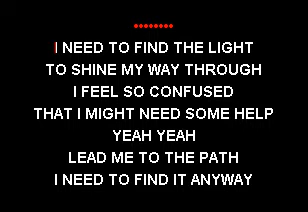 I NEED TO FIND THE LIGHT
TO SHINE MY WAY THROUGH
I FEEL SO CONFUSED
THAT I MIGHT NEED SOME HELP
YEAH YEAH
LEAD ME TO THE PATH
I NEED TO FIND IT ANYWAY